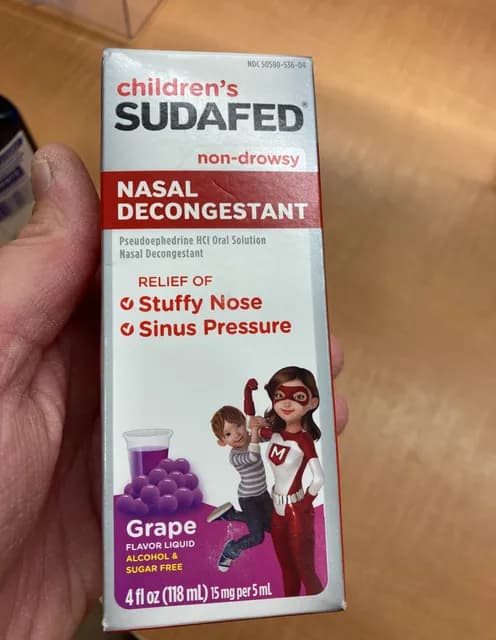 NDC 50580-536-04
children's
SUDAFED®
non-drowsy
NASAL
DECONGESTANT
Pseudoephedrine HCl Oral Solution
Nasal Decongestant
RELIEF OF
Stuffy Nose
Sinus Pressure
M
Grape
FLAVOR LIQUID
ALCOHOL &
SUGAR FREE
4 fl oz (118 mL) 15 mg per 5 mL